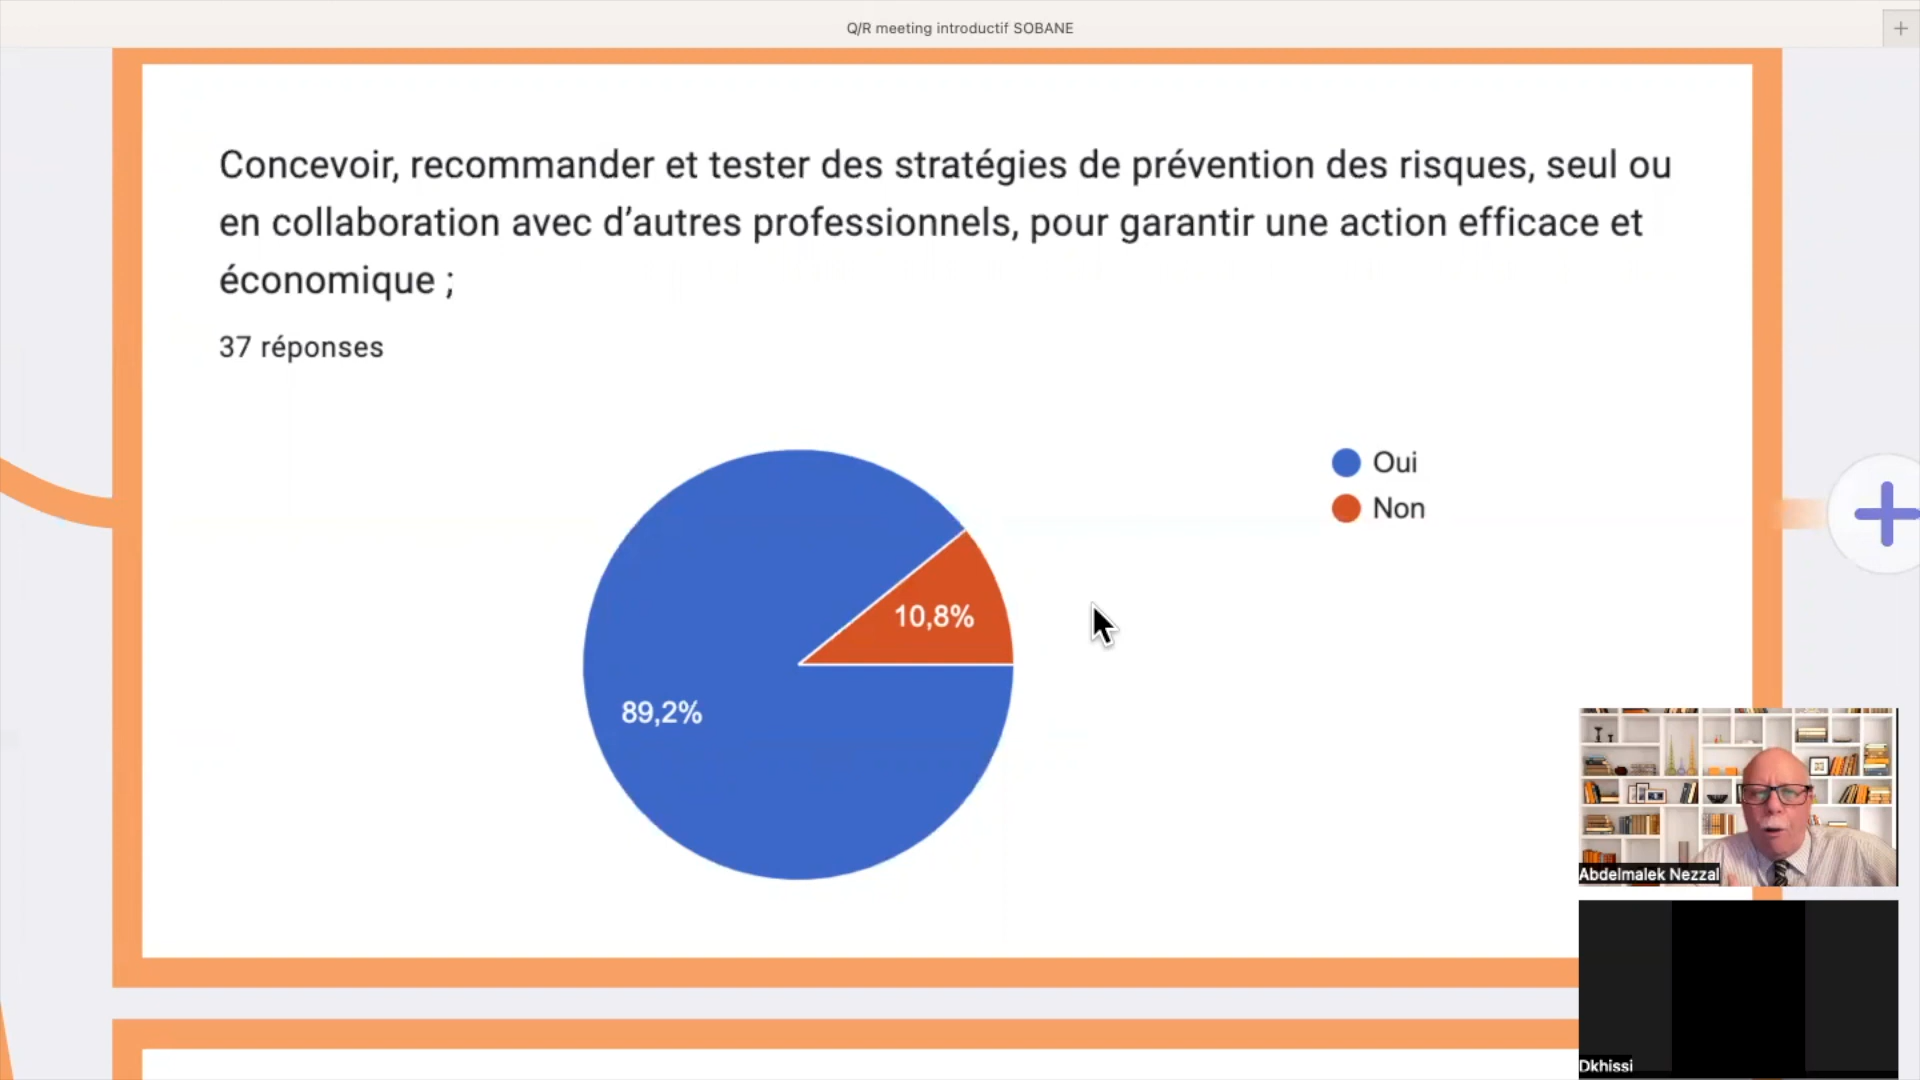 Q/R meeting introductif SOBANE
Concevoir, recommander et tester des stratégies de prévention des risques, seul ou
en collaboration avec d’autres professionnels, pour garantir une action efficace et
économique ;
37 réponses
Oui
Non
10,8%
89,2%
Abdelmalek Nezzal
Dkhissi